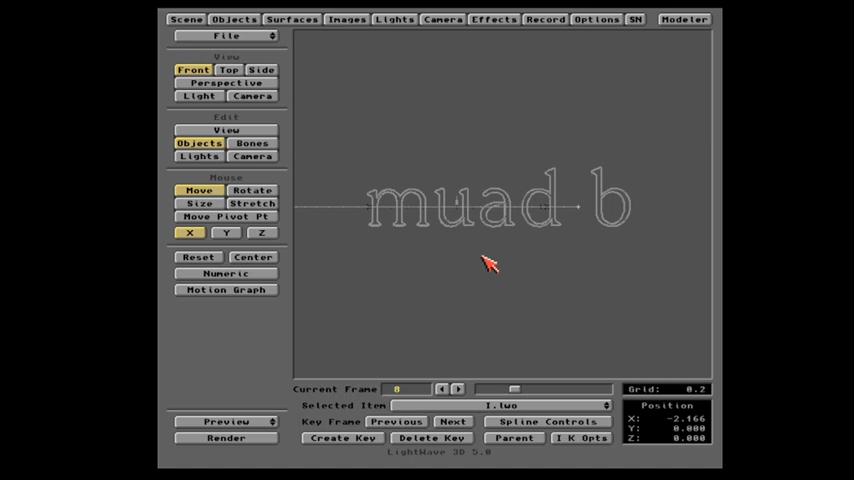 Scene Objects Surfaces Images Lights Camera Effects Record Options SN Modeler
File
View
Front Top Side
Perspective
Light Camera
Edit
View
Objects Bones
Lights Camera
Mouse
Move Rotate
Size Stretch
Move Pivot Pt
X Y Z
Reset Center
Numeric
Motion Graph
muad b
Current Frame 8
Grid: 0.2
Selected Item I.lwo
Position
X: -2.166
Y: 0.000
Z: 0.000
Key Frame Previous Next Spline Controls
Create Key Delete Key Parent I K Opts
Preview
Render
LightWave 3D 5.0